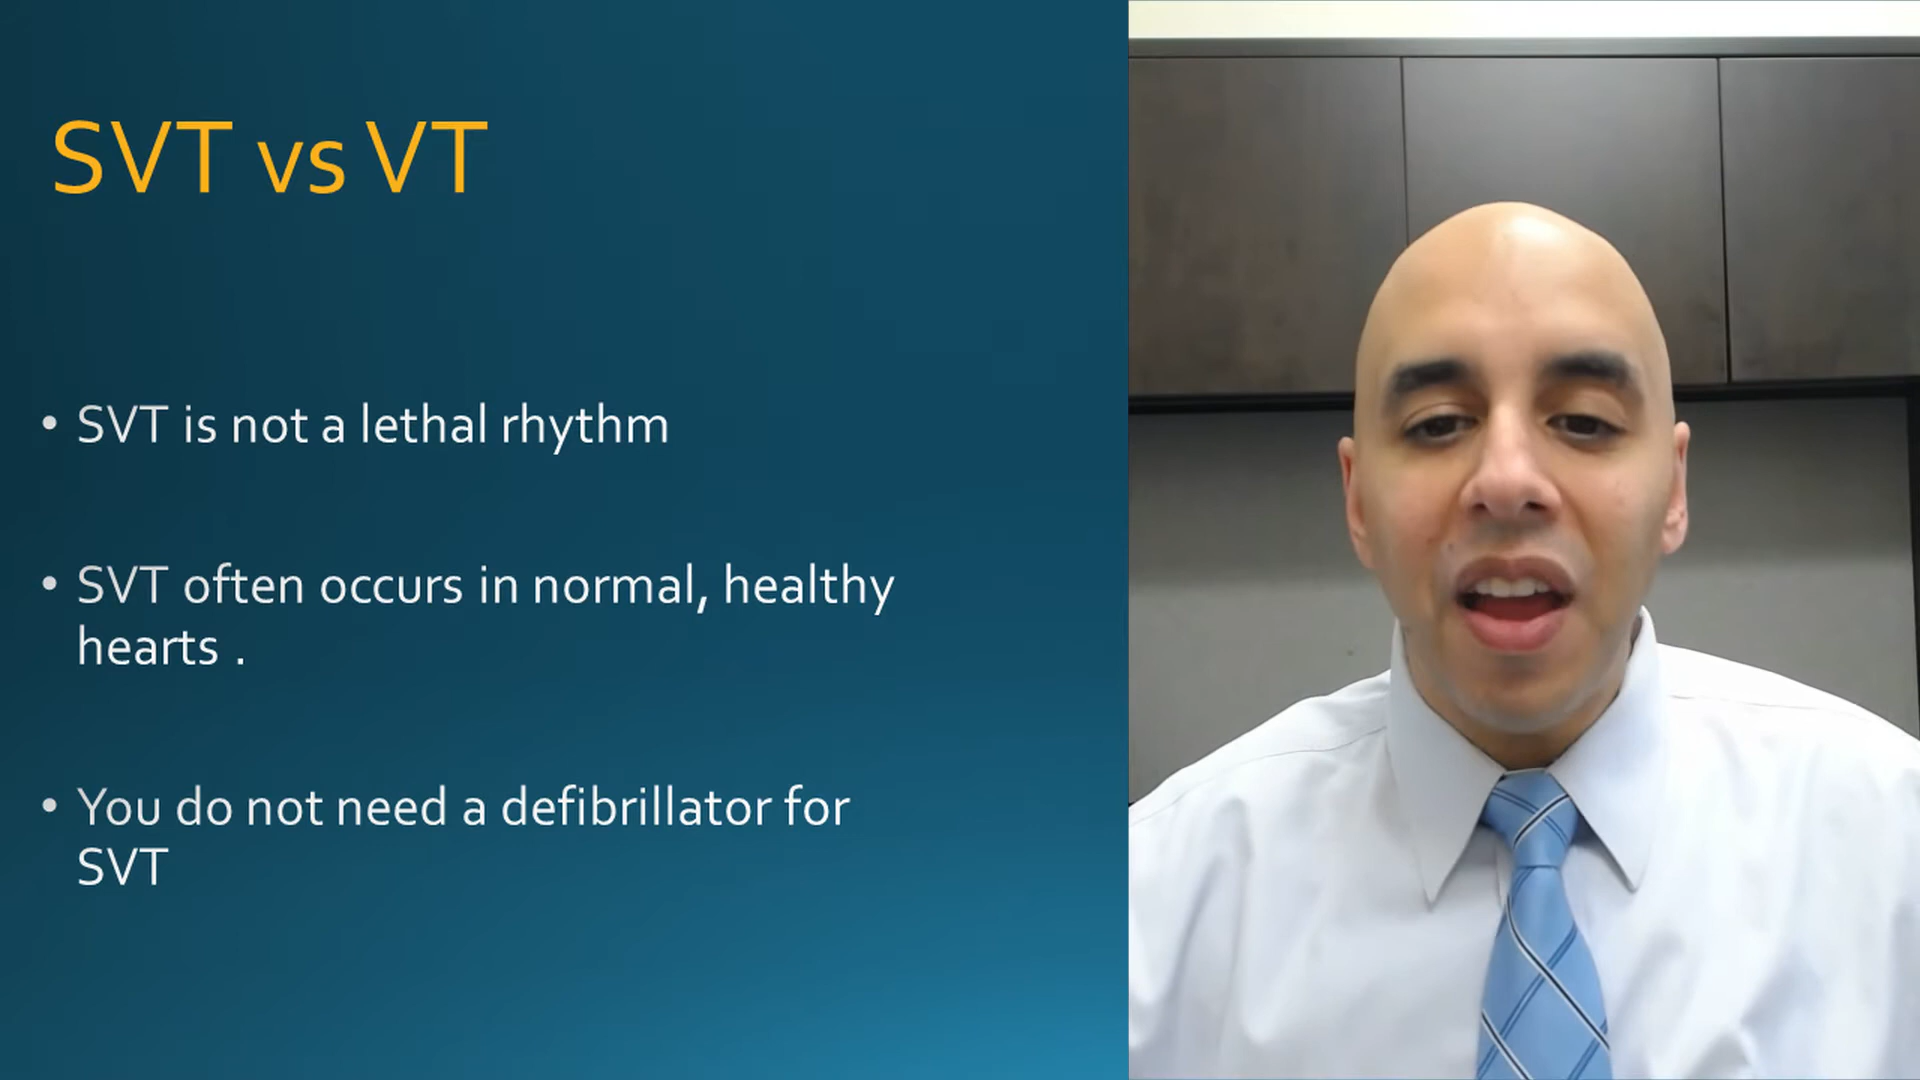 SVT vs VT
• SVT is not a lethal rhythm
• SVT often occurs in normal, healthy
hearts .
• You do not need a defibrillator for
SVT